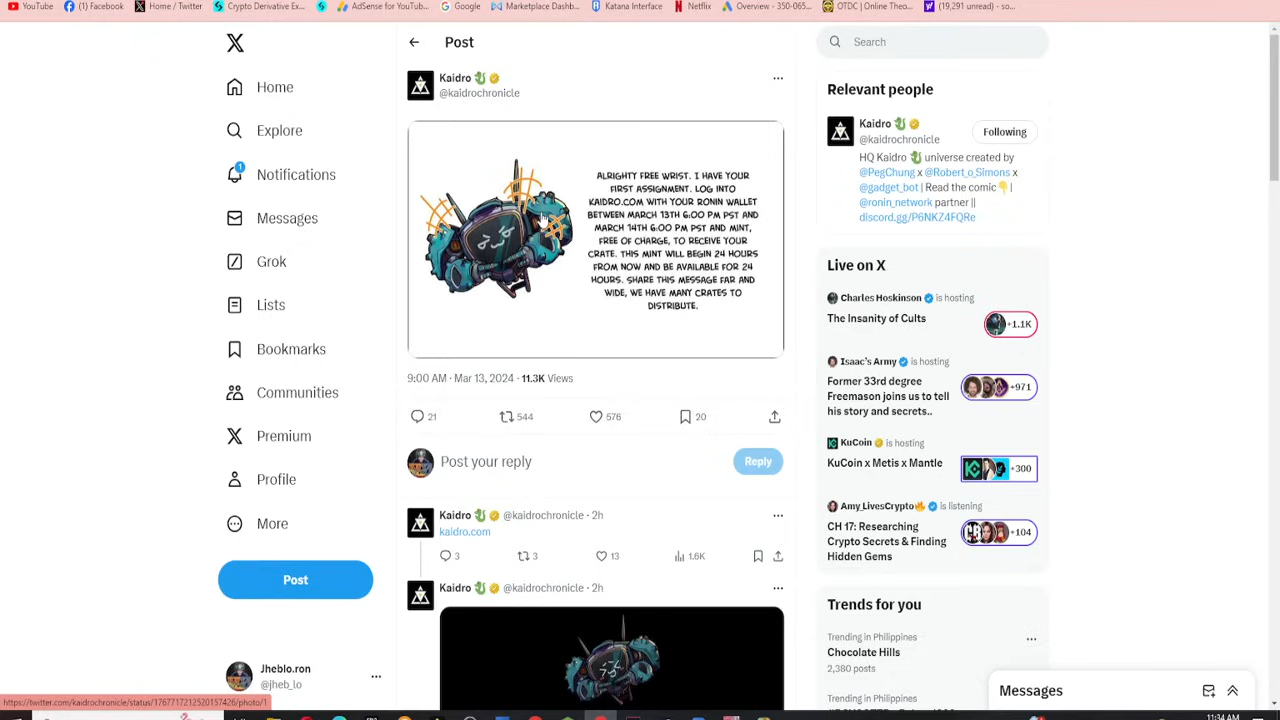 YouTube
(1) Facebook
Home / Twitter
Crypto Derivative Ex...
AdSense for YouTub...
Google
Marketplace Dashb...
Katana Interface
Netflix
Overview - 350-065...
OTDC | Online Theo...
(19,291 unread) - so...
Home
Explore
Notifications
1
Messages
Grok
Lists
Bookmarks
Communities
Premium
Profile
More
Post
Jheblo.ron
@jheb_lo
Post
Kaidro
@kaidrochronicle
ALRIGHTY FREE WRIST. I HAVE YOUR
FIRST ASSIGNMENT. LOG INTO
KAIDRO.COM WITH YOUR RONIN WALLET
BETWEEN MARCH 13TH 6:00 PM PST AND
MARCH 14TH 6:00 PM PST AND MINT,
FREE OF CHARGE, TO RECEIVE YOUR
CRATE. THIS MINT WILL BEGIN 24 HOURS
FROM NOW AND BE AVAILABLE FOR 24
HOURS. SHARE THIS MESSAGE FAR AND
WIDE, WE HAVE MANY CRATES TO
DISTRIBUTE.
9:00 AM · Mar 13, 2024 · 11.3K Views
21
544
576
20
Post your reply
Reply
Kaidro @kaidrochronicle · 2h
kaidro.com
3
3
13
1.6K
Kaidro @kaidrochronicle · 2h
Search
Relevant people
Kaidro
@kaidrochronicle
Following
HQ Kaidro universe created by
@PegChung x @Robert_o_Simons x
@gadget_bot | Read the comic |
@ronin_network partner ||
discord.gg/P6NKZ4FQRe
Live on X
Charles Hoskinson is hosting
The Insanity of Cults
+1.1K
Isaac's Army is hosting
Former 33rd degree
Freemason joins us to tell
his story and secrets..
+971
KuCoin is hosting
KuCoin x Metis x Mantle
+300
Amy_LivesCrypto is listening
CH 17: Researching
Crypto Secrets & Finding
Hidden Gems
+104
Trends for you
Trending in Philippines
Chocolate Hills
2,380 posts
Trending in Philippines
Messages
https://twitter.com/kaidrochronicle/status/1767717212520157426/photo/1
11:34 AM